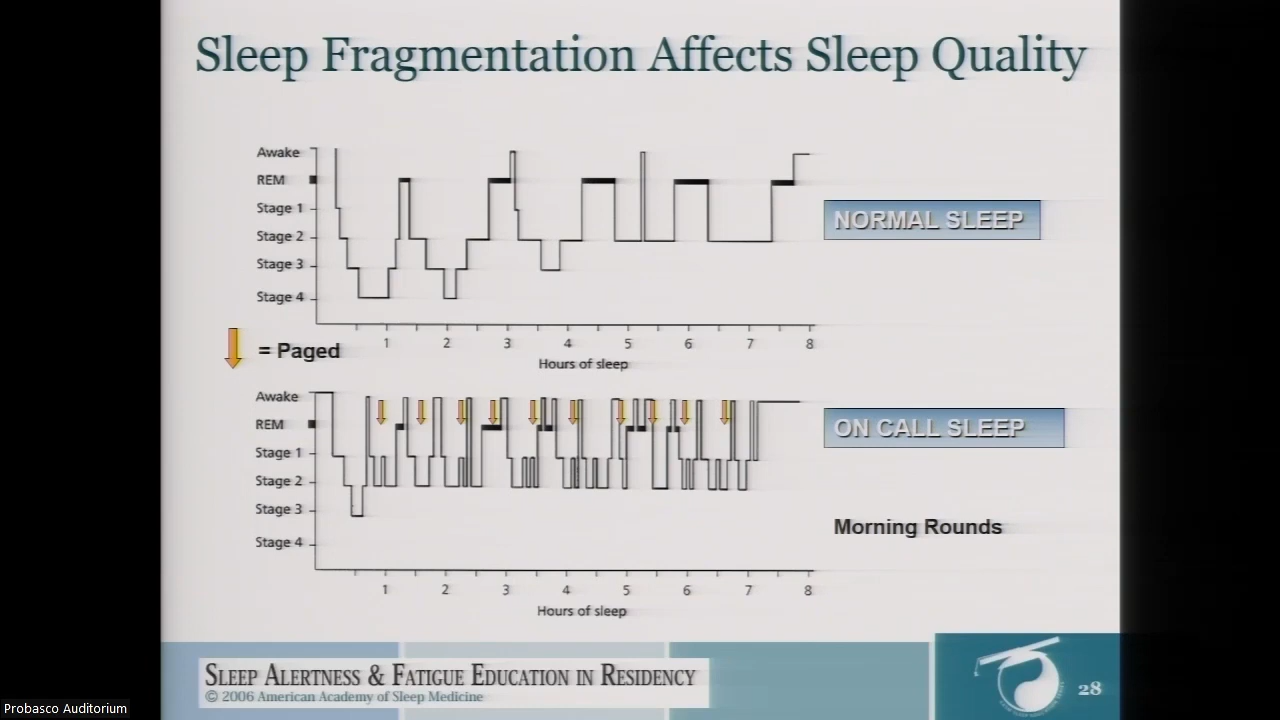 Sleep Fragmentation Affects Sleep Quality
Awake
REM
Stage 1
Stage 2
Stage 3
Stage 4
1 2 3 4 5 6 7 8
Hours of sleep
NORMAL SLEEP
= Paged
Awake
REM
Stage 1
Stage 2
Stage 3
Stage 4
1 2 3 4 5 6 7 8
Hours of sleep
ON CALL SLEEP
Morning Rounds
SLEEP ALERTNESS & FATIGUE EDUCATION IN RESIDENCY
© 2006 American Academy of Sleep Medicine
28
Probasco Auditorium